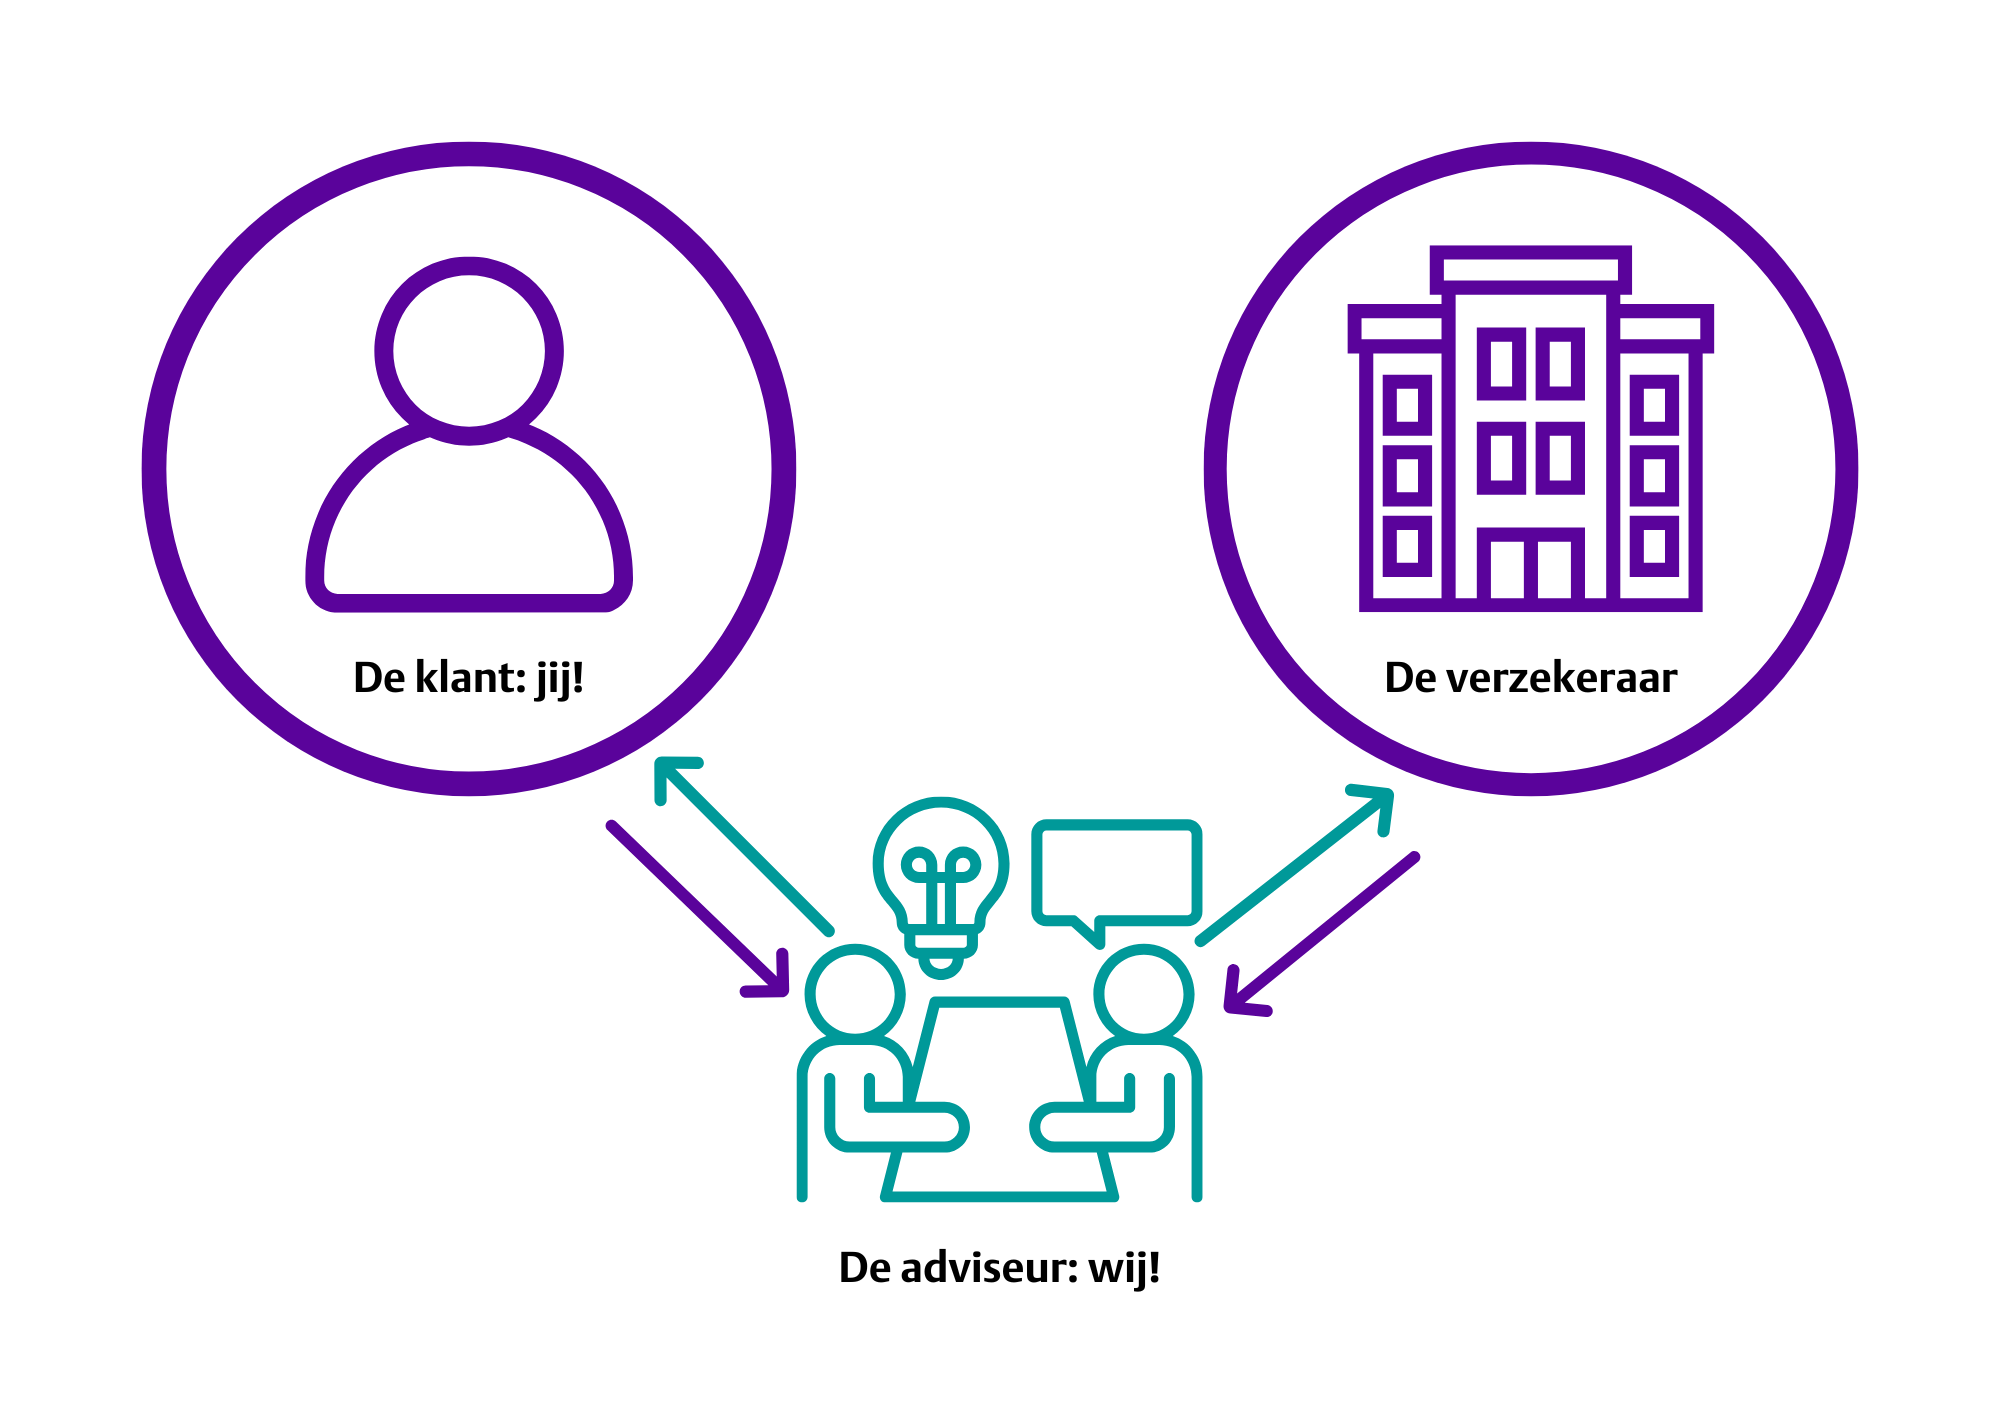 De klant: jij!
De verzekeraar
De adviseur: wij!